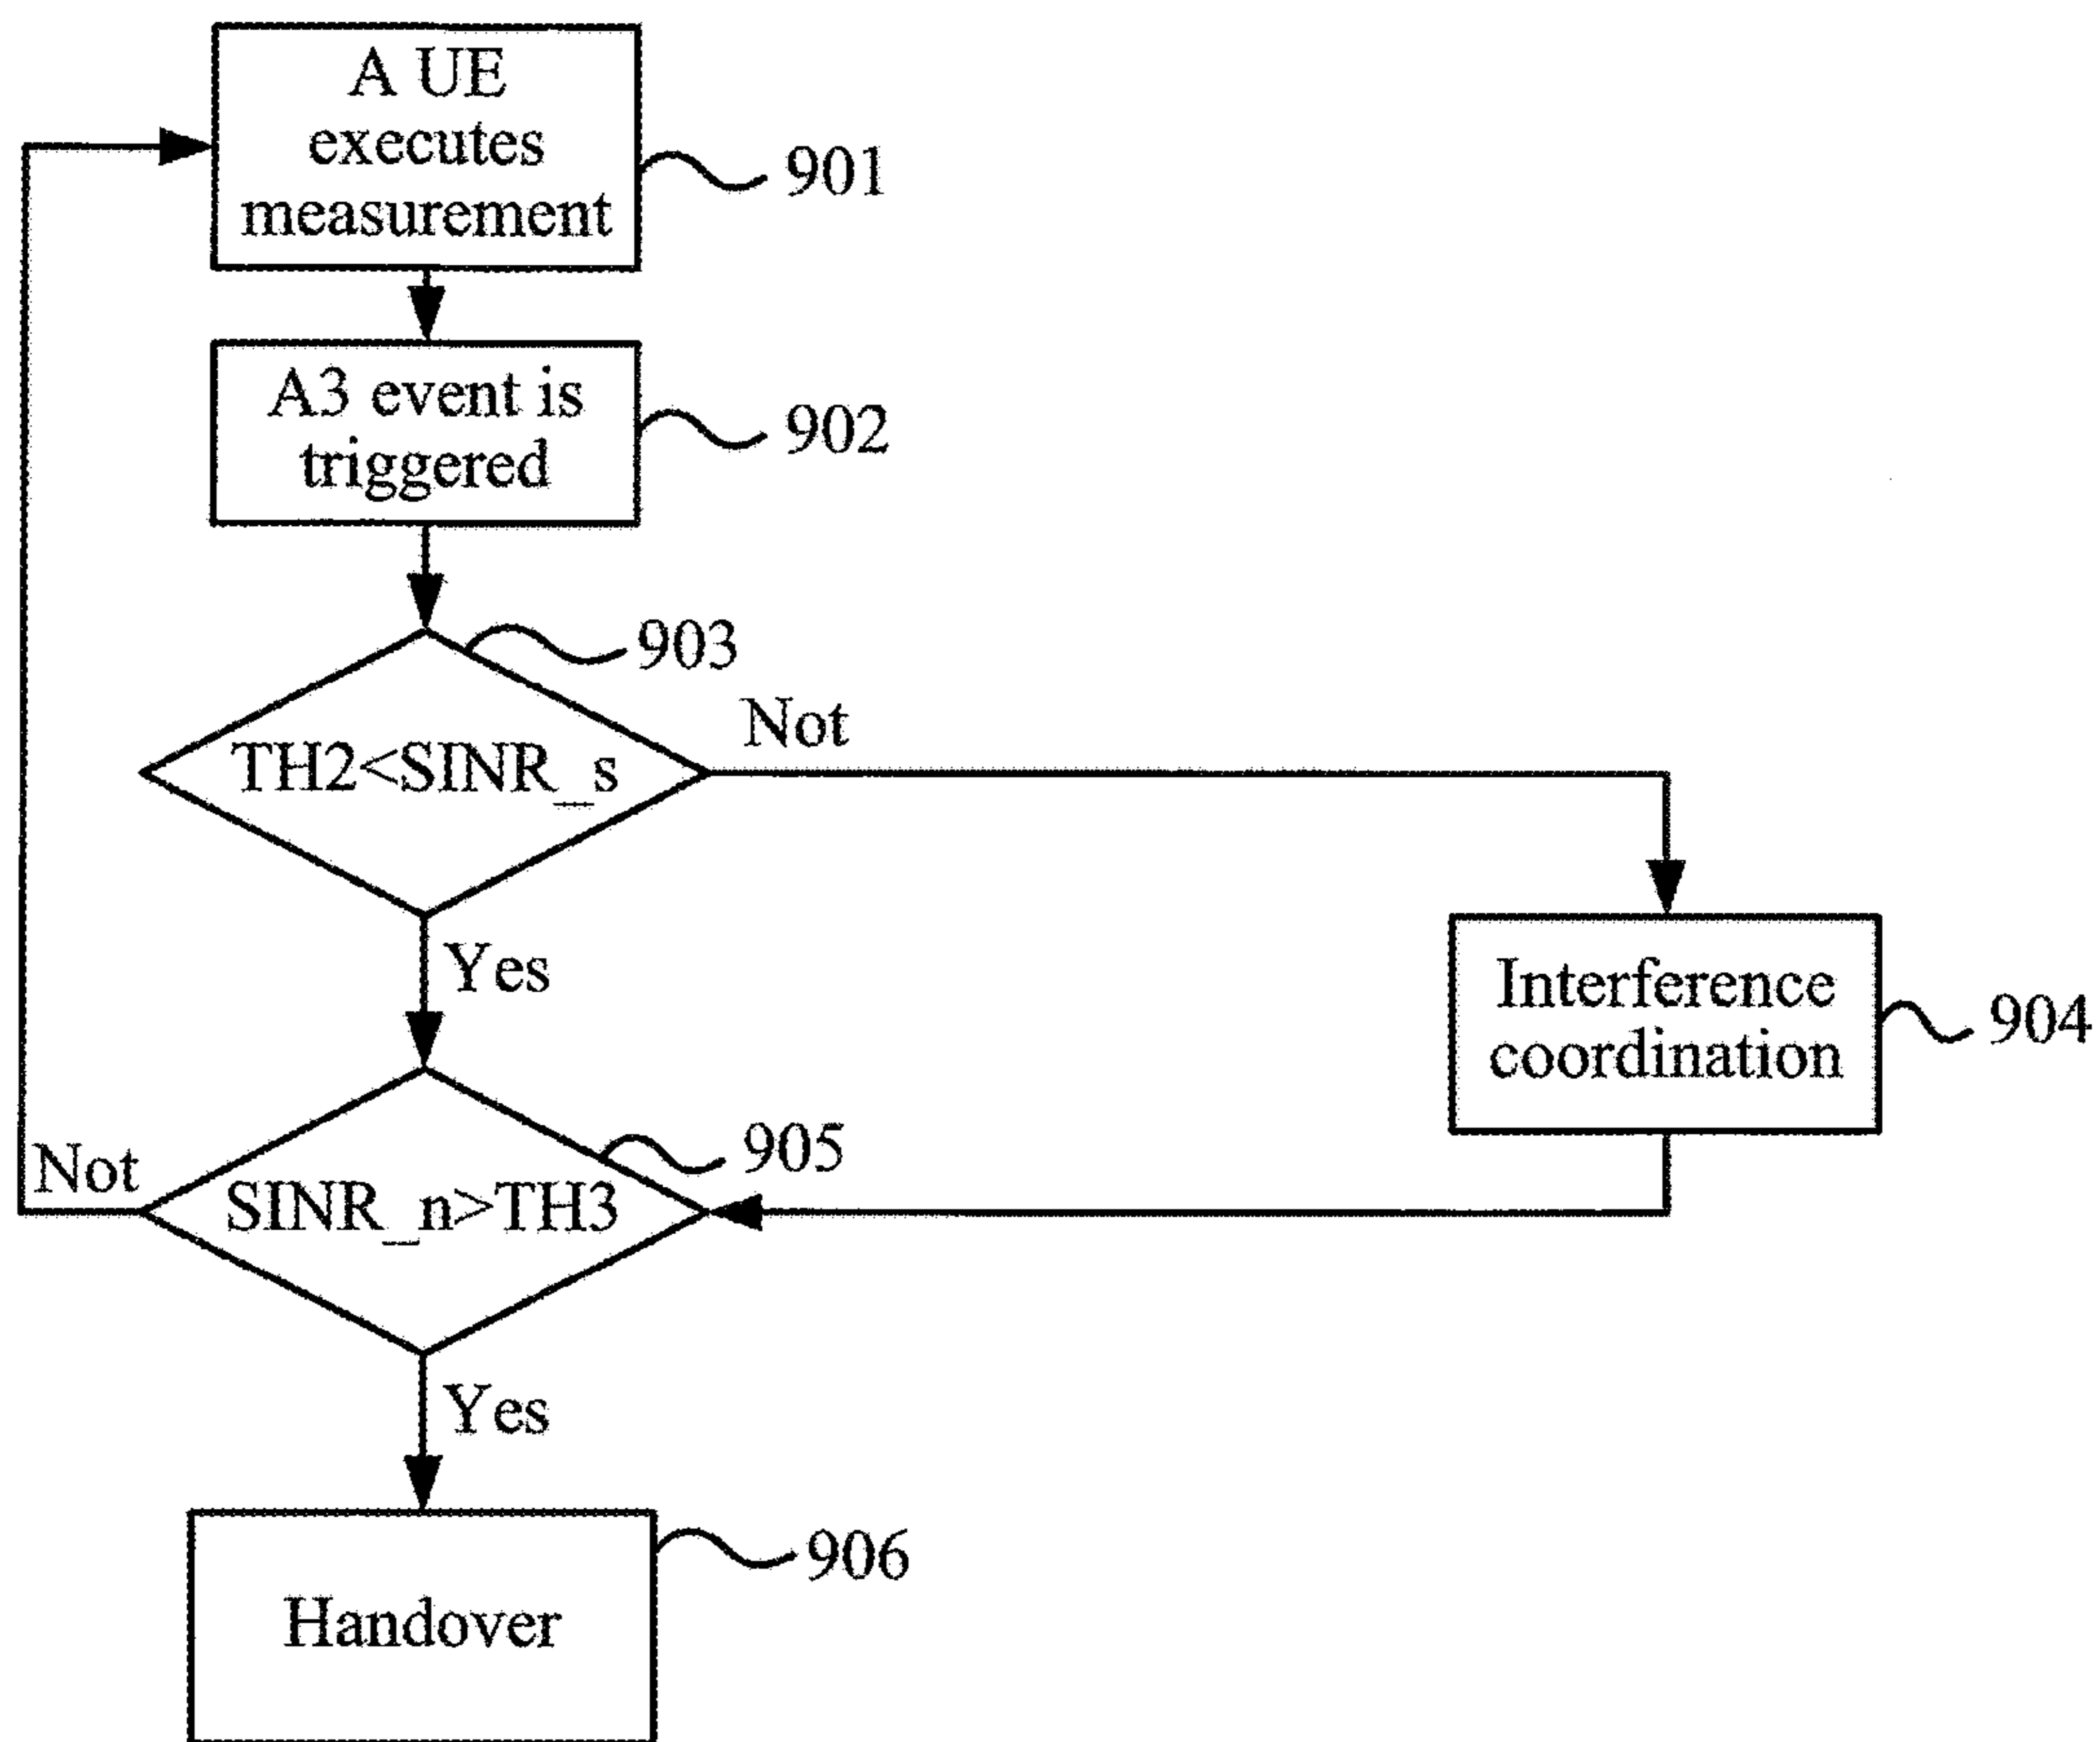 A UE
executes
measurement
901
A3 event is
triggered
902
903
TH2<SINR_s
Not
Yes
Interference
coordination
904
905
Not
SINR_n>TH3
Yes
906
Handover